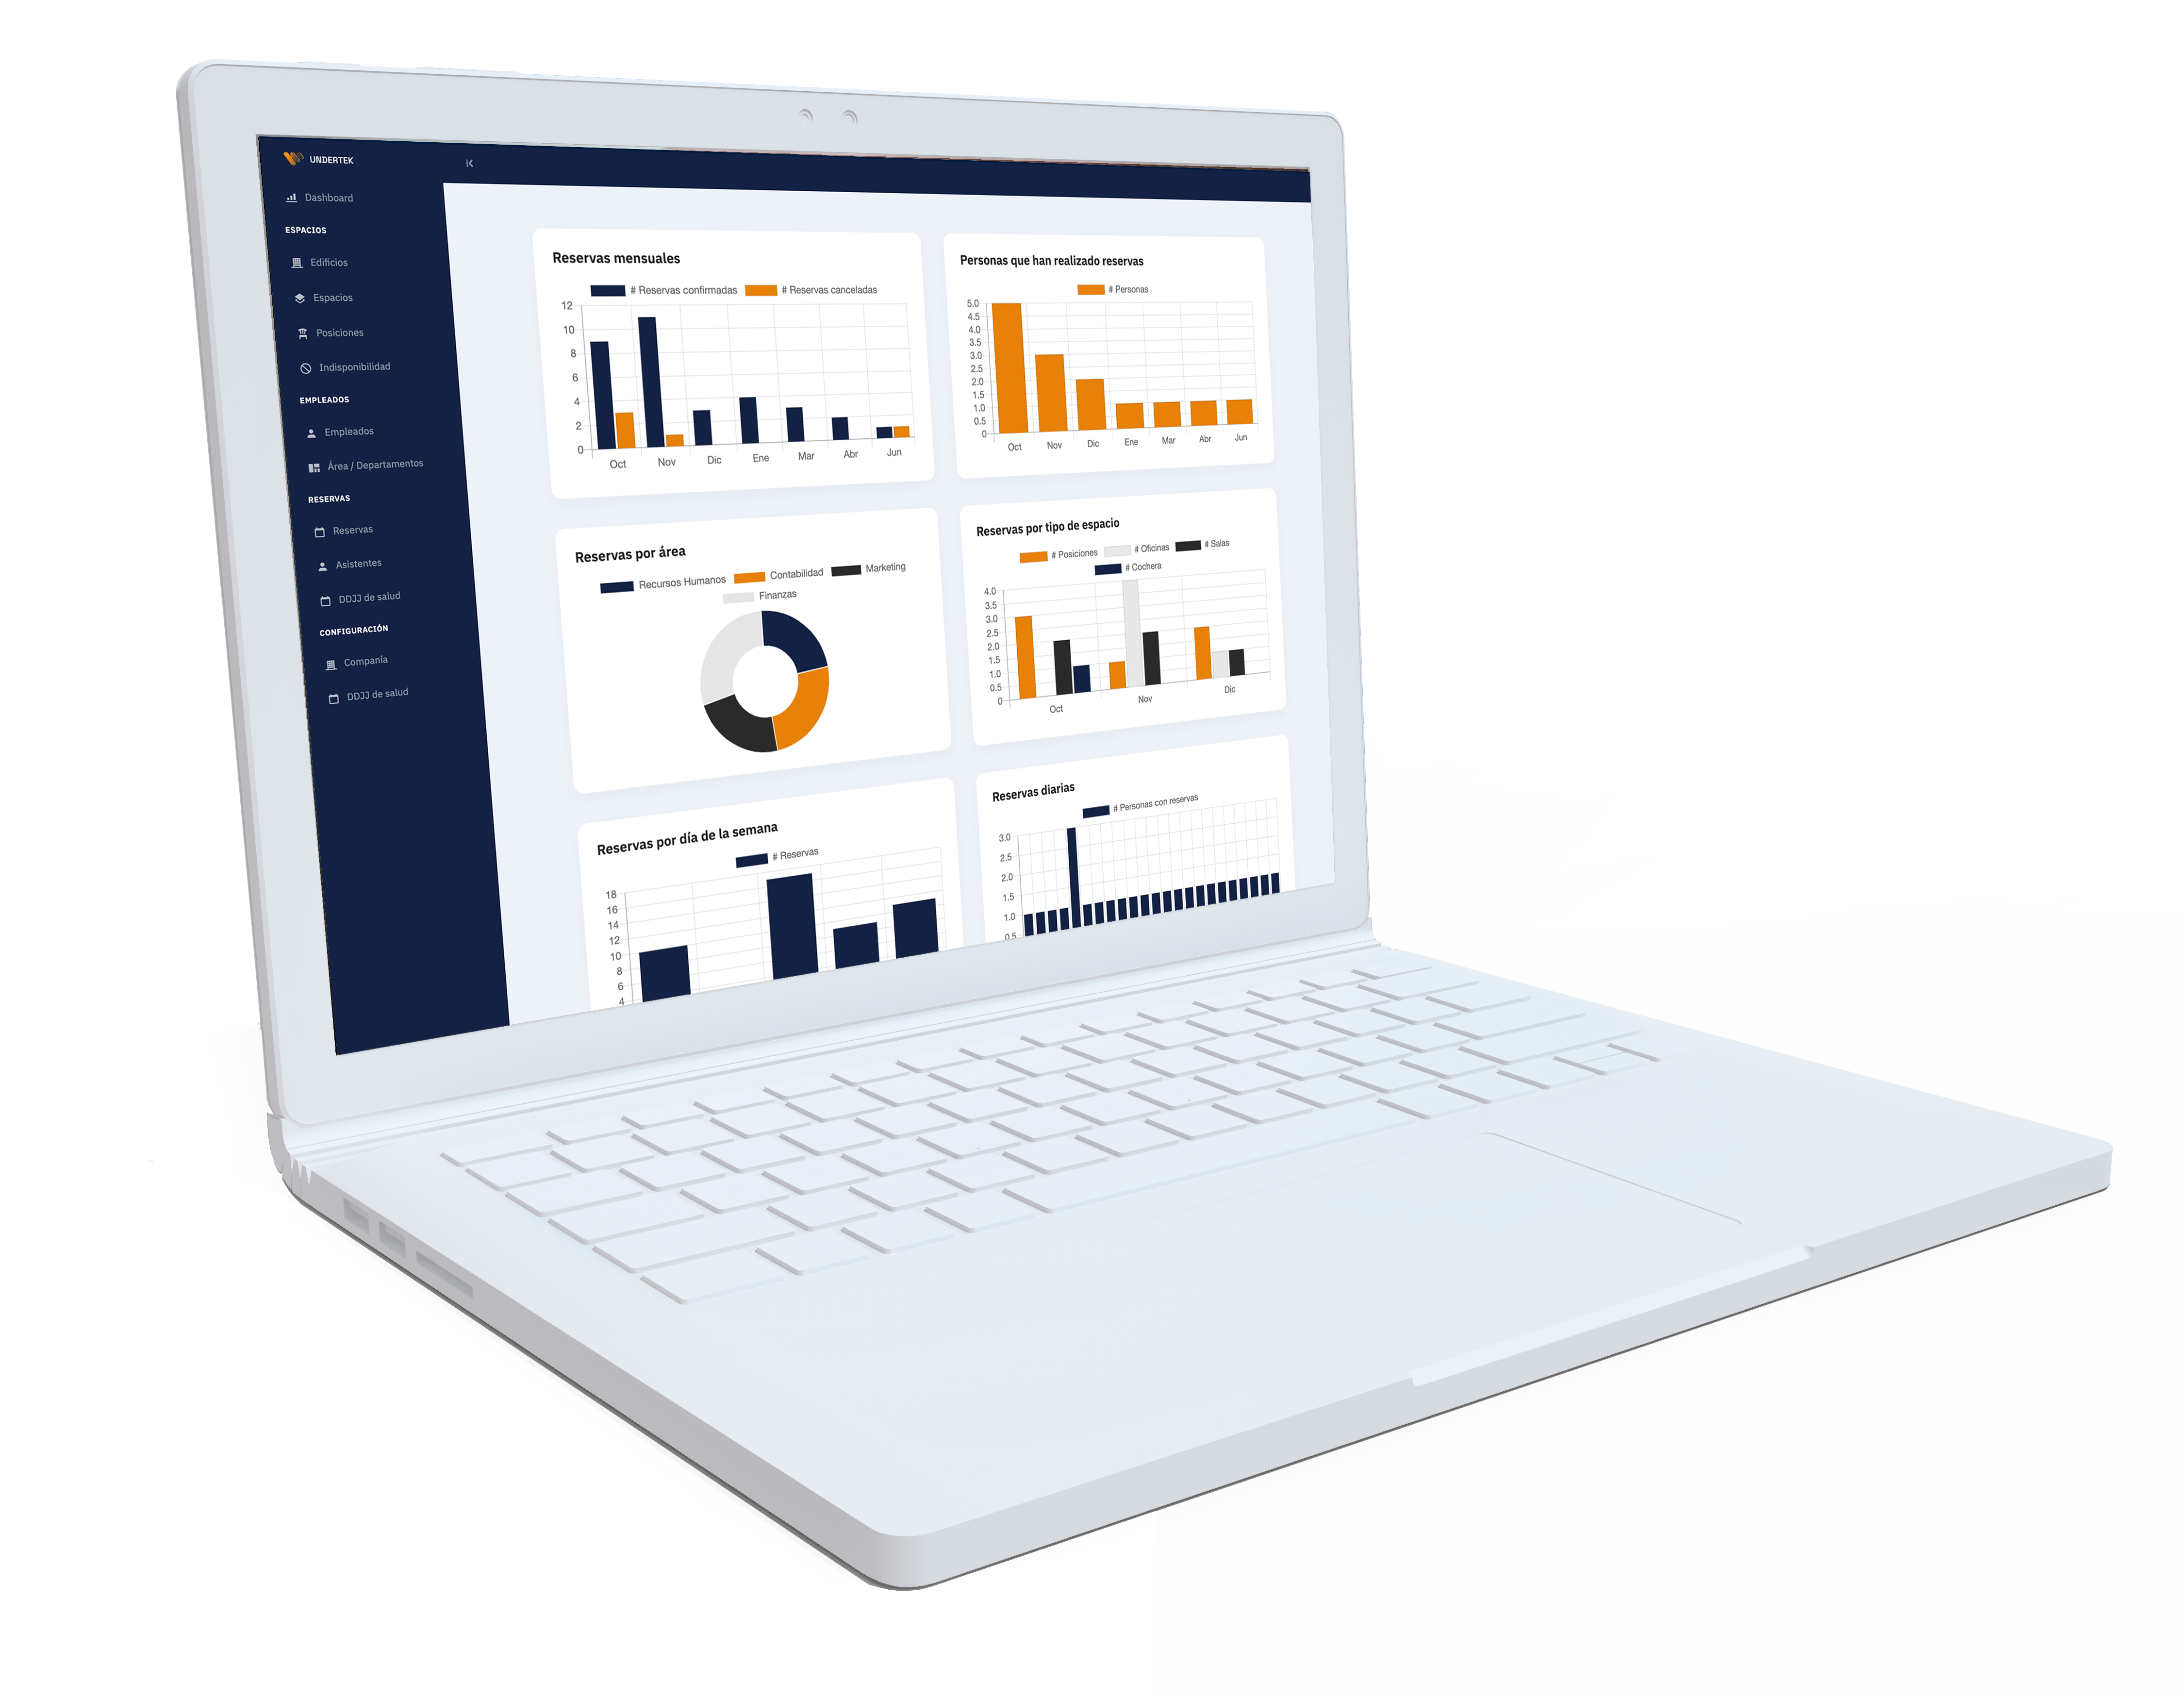 UNDERTEK
Dashboard
ESPACIOS
Edificios
Espacios
Posiciones
Indisponibilidad
EMPLEADOS
Empleados
Área / Departamentos
RESERVAS
Reservas
Asistentes
DDJJ de salud
CONFIGURACIÓN
Compañía
DDJJ de salud
Reservas mensuales
# Reservas confirmadas # Reservas canceladas
12
10
8
6
4
2
0
Oct Nov Dic Ene Mar Abr Jun
Personas que han realizado reservas
# Personas
5.0
4.5
4.0
3.5
3.0
2.5
2.0
1.5
1.0
0.5
0
Oct Nov Dic Ene Mar Abr Jun
Reservas por área
Recursos Humanos Contabilidad Marketing
Finanzas
Reservas por tipo de espacio
# Posiciones # Oficinas # Salas
# Cochera
4.0
3.5
3.0
2.5
2.0
1.5
1.0
0.5
0
Oct Nov Dic
Reservas por día de la semana
# Reservas
18
16
14
12
10
8
6
4
Reservas diarias
# Personas con reservas
3.0
2.5
2.0
1.5
1.0
0.5